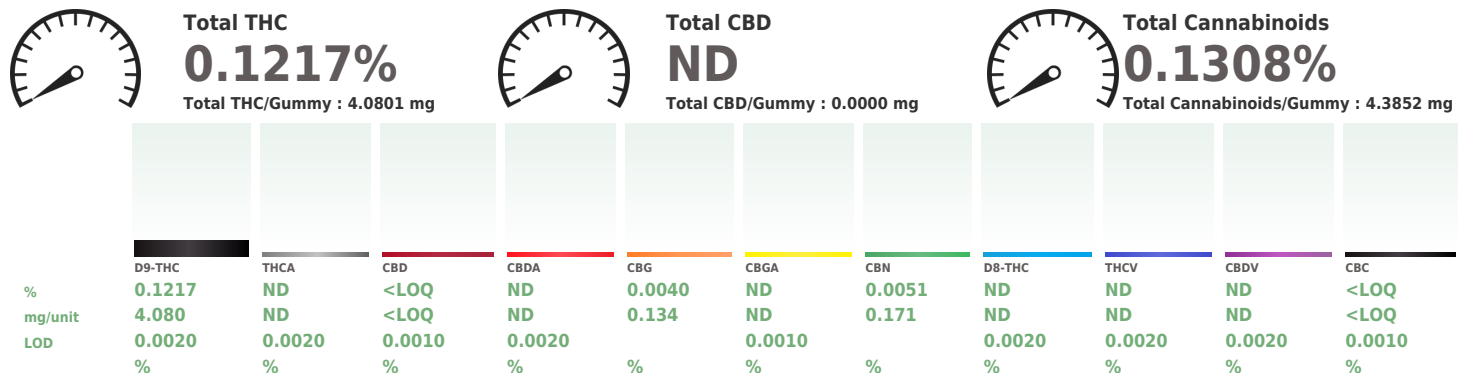 Total THC
0.1217%
Total THC/Gummy : 4.0801 mg
Total CBD
ND
Total CBD/Gummy : 0.0000 mg
Total Cannabinoids
0.1308%
Total Cannabinoids/Gummy : 4.3852 mg
D9-THC THCA CBD CBDA CBG CBGA CBN D8-THC THCV CBDV CBC
% 0.1217 ND <LOQ ND 0.0040 ND 0.0051 ND ND ND <LOQ
mg/unit 4.080 ND <LOQ ND 0.134 ND 0.171 ND ND ND <LOQ
LOD 0.0020 0.0020 0.0010 0.0020 0.0010 0.0020 0.0020 0.0020 0.0010
% % % % % % % % % % %